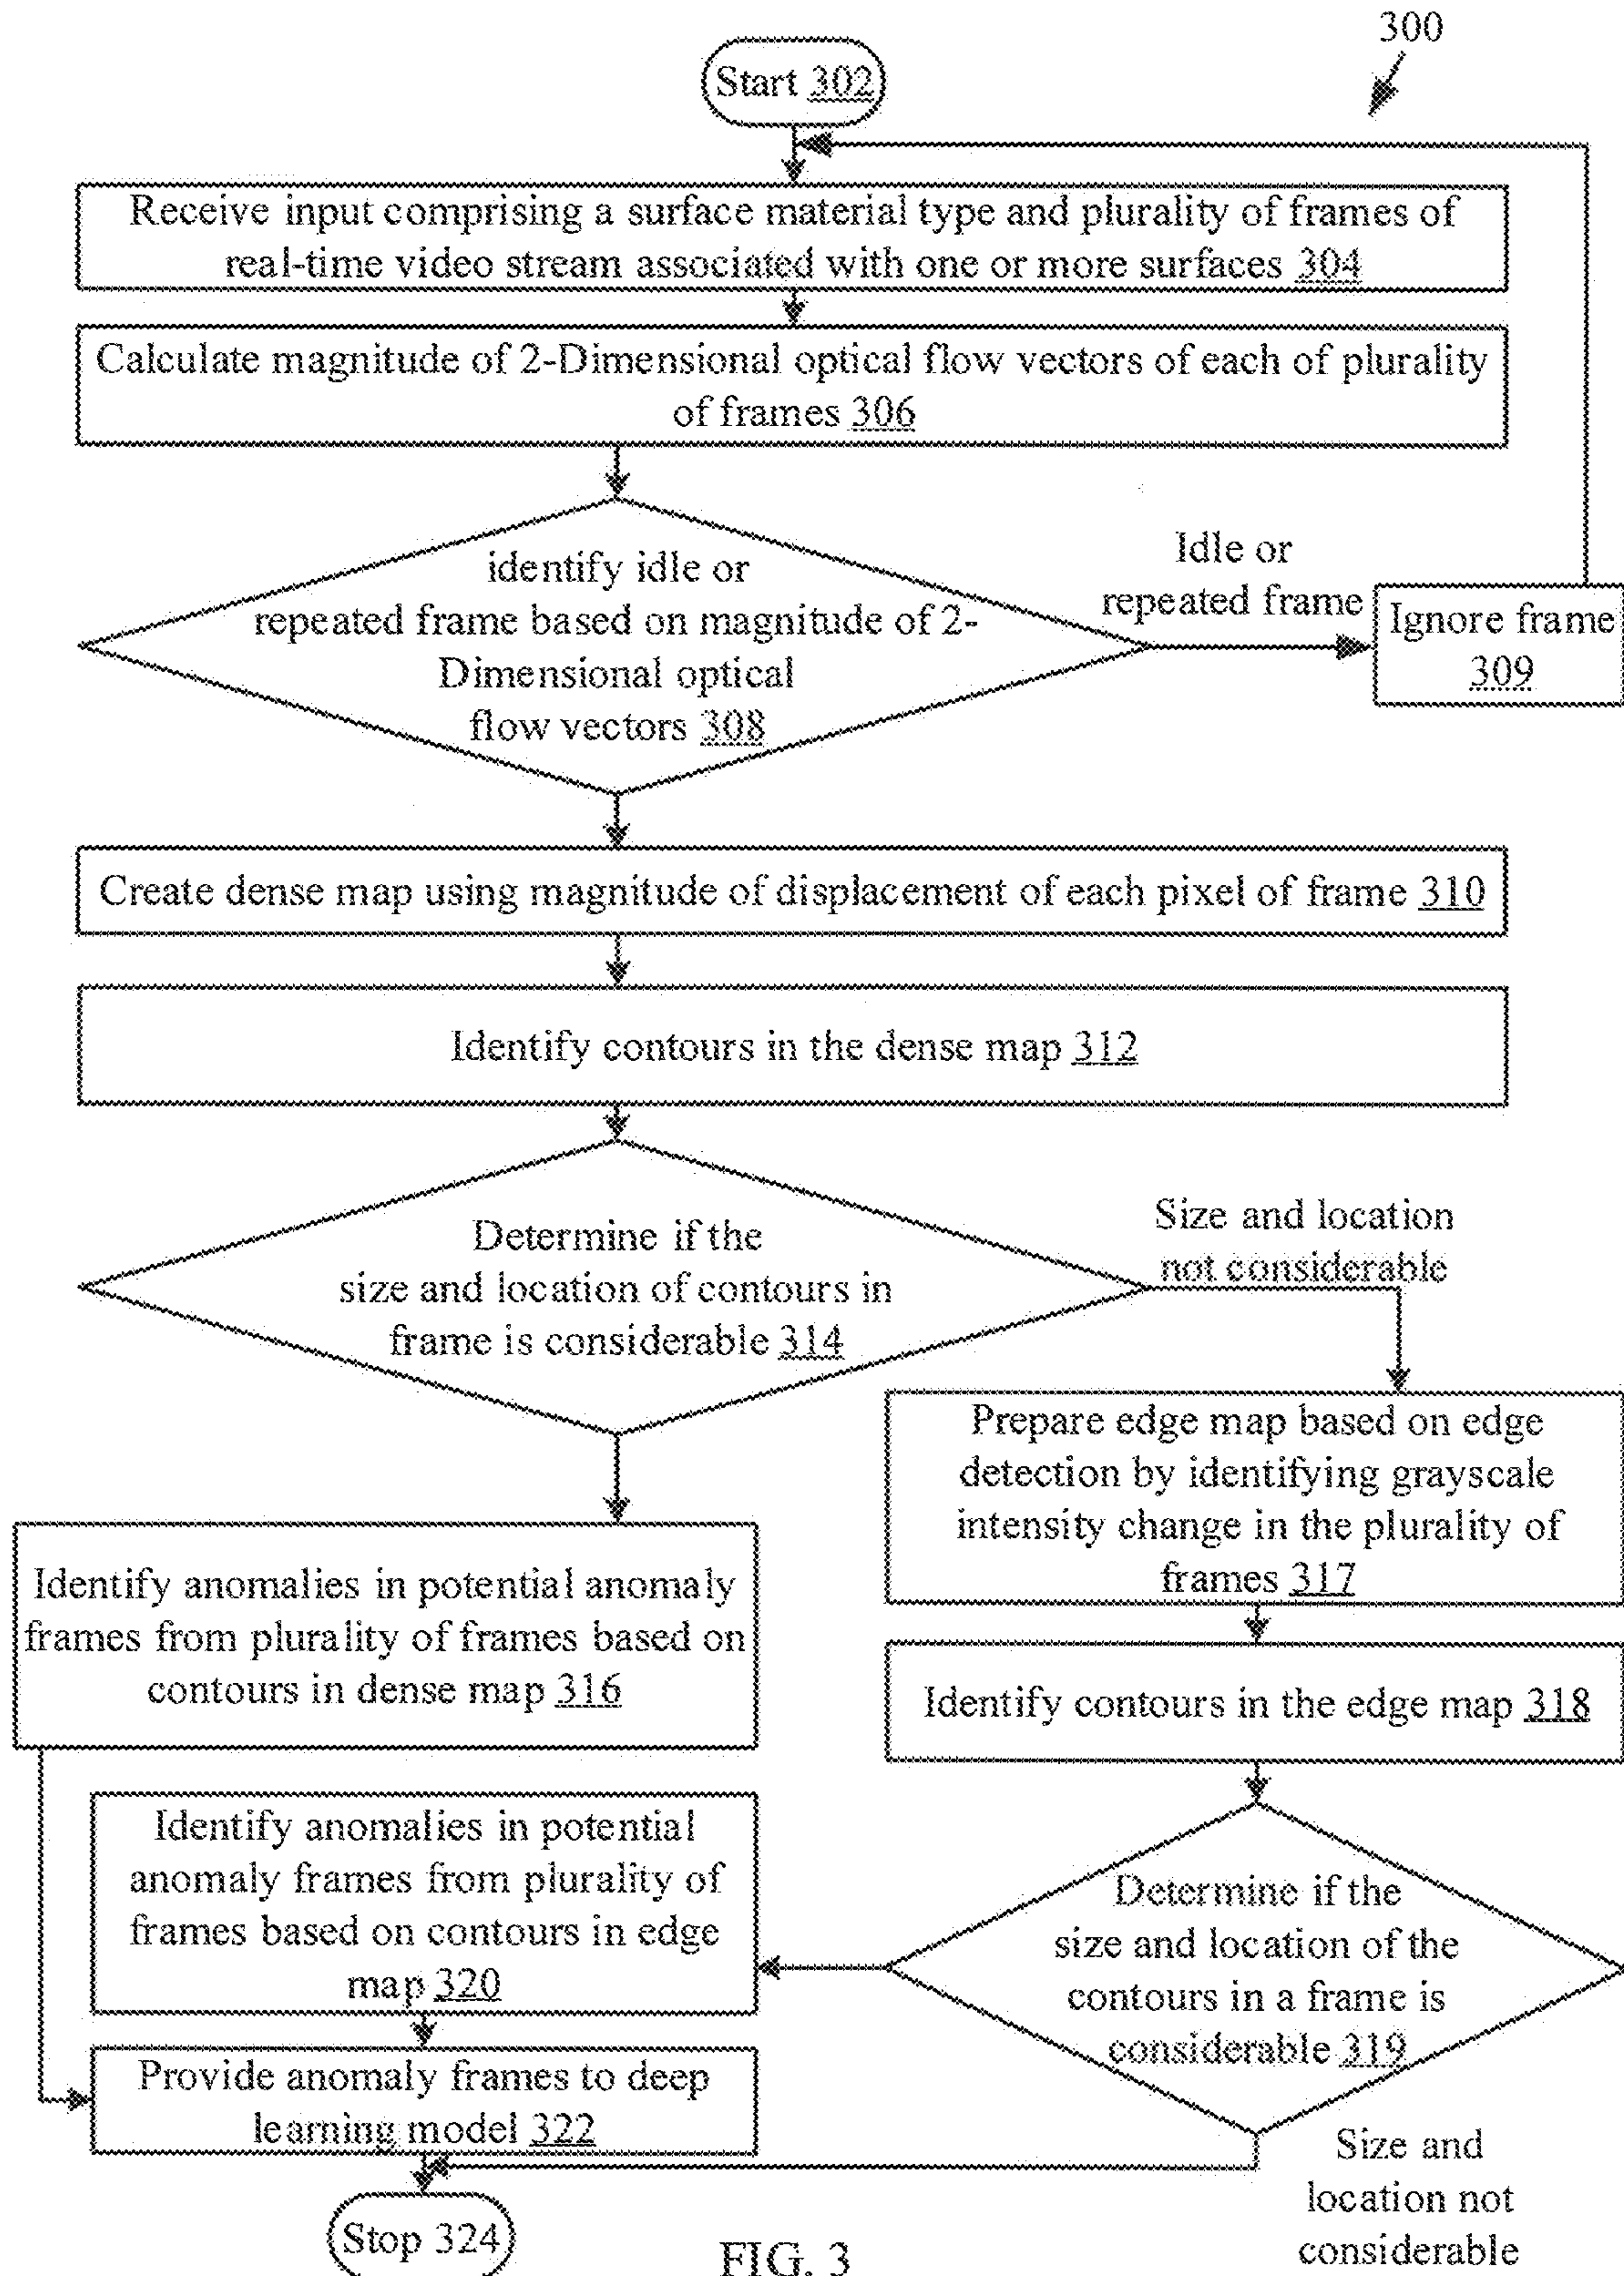 300
Start 302
Receive input comprising a surface material type and plurality of frames of
real-time video stream associated with one or more surfaces 304
Calculate magnitude of 2-Dimensional optical flow vectors of each of plurality
of frames 306
identify idle or
repeated frame based on magnitude of 2-
Dimensional optical
flow vectors 308
Idle or
repeated frame
Ignore frame
309
Create dense map using magnitude of displacement of each pixel of frame 310
Identify contours in the dense map 312
Determine if the
size and location of contours in
frame is considerable 314
Size and location
not considerable
Prepare edge map based on edge
detection by identifying grayscale
intensity change in the plurality of
frames 317
Identify anomalies in potential anomaly
frames from plurality of frames based on
contours in dense map 316
Identify contours in the edge map 318
Identify anomalies in potential
anomaly frames from plurality of
frames based on contours in edge
map 320
Determine if the
size and location of the
contours in a frame is
considerable 319
Provide anomaly frames to deep
learning model 322
Size and
location not
considerable
Stop 324
FIG. 3